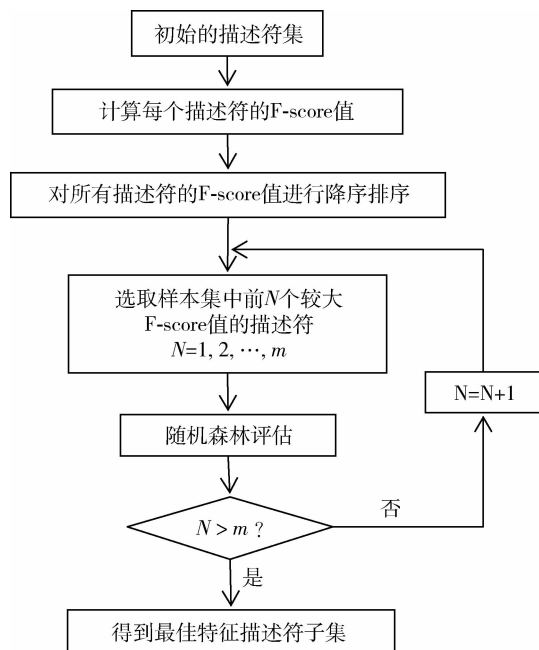 初始的描述符集
计算每个描述符的F-score值
对所有描述符的F-score值进行降序排序
选取样本集中前N个较大
F-score值的描述符
N=1, 2, …, m
N=N+1
随机森林评估
N > m ?
否
是
得到最佳特征描述符子集